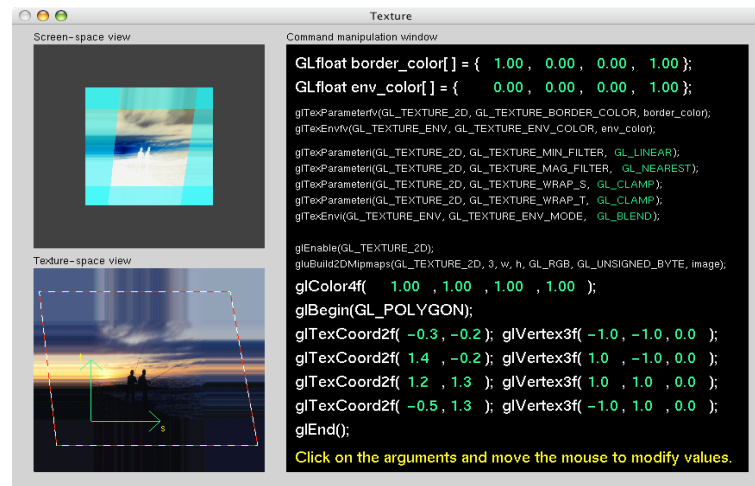 Texture
Screen-space view
Command manipulation window
GLfloat border_color[ ] = { 1.00 , 0.00 , 0.00 , 1.00 };
GLfloat env_color[ ] = { 0.00 , 0.00 , 0.00 , 1.00 };
glTexParameterfv(GL_TEXTURE_2D, GL_TEXTURE_BORDER_COLOR, border_color);
glTexEnvfv(GL_TEXTURE_ENV, GL_TEXTURE_ENV_COLOR, env_color);
glTexParameteri(GL_TEXTURE_2D, GL_TEXTURE_MIN_FILTER, GL_LINEAR);
glTexParameteri(GL_TEXTURE_2D, GL_TEXTURE_MAG_FILTER, GL_NEAREST);
glTexParameteri(GL_TEXTURE_2D, GL_TEXTURE_WRAP_S, GL_CLAMP);
glTexParameteri(GL_TEXTURE_2D, GL_TEXTURE_WRAP_T, GL_CLAMP);
glTexEnvi(GL_TEXTURE_ENV, GL_TEXTURE_ENV_MODE, GL_BLEND);
glEnable(GL_TEXTURE_2D);
gluBuild2DMipmaps(GL_TEXTURE_2D, 3, w, h, GL_RGB, GL_UNSIGNED_BYTE, image);
glColor4f( 1.00 , 1.00 , 1.00 , 1.00 );
glBegin(GL_POLYGON);
glTexCoord2f( -0.3 , -0.2 ); glVertex3f( -1.0 , -1.0 , 0.0 );
glTexCoord2f( 1.4 , -0.2 ); glVertex3f( 1.0 , -1.0 , 0.0 );
glTexCoord2f( 1.2 , 1.3 ); glVertex3f( 1.0 , 1.0 , 0.0 );
glTexCoord2f( -0.5 , 1.3 ); glVertex3f( -1.0 , 1.0 , 0.0 );
glEnd();
Click on the arguments and move the mouse to modify values.
Texture-space view
t
s